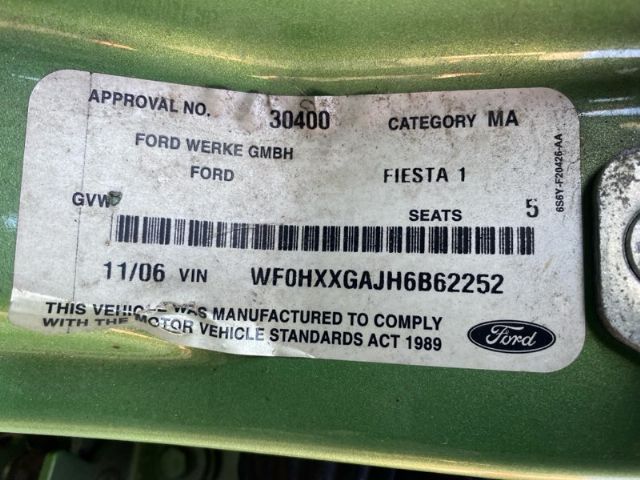 APPROVAL NO. 30400 CATEGORY MA
FORD WERKE GMBH
FORD FIESTA 1
GVW SEATS 5
11/06 VIN WF0HXXGAJH6B62252
THIS VEHICLE WAS MANUFACTURED TO COMPLY
WITH THE MOTOR VEHICLE STANDARDS ACT 1989
Ford
6S6Y-F20426-AA